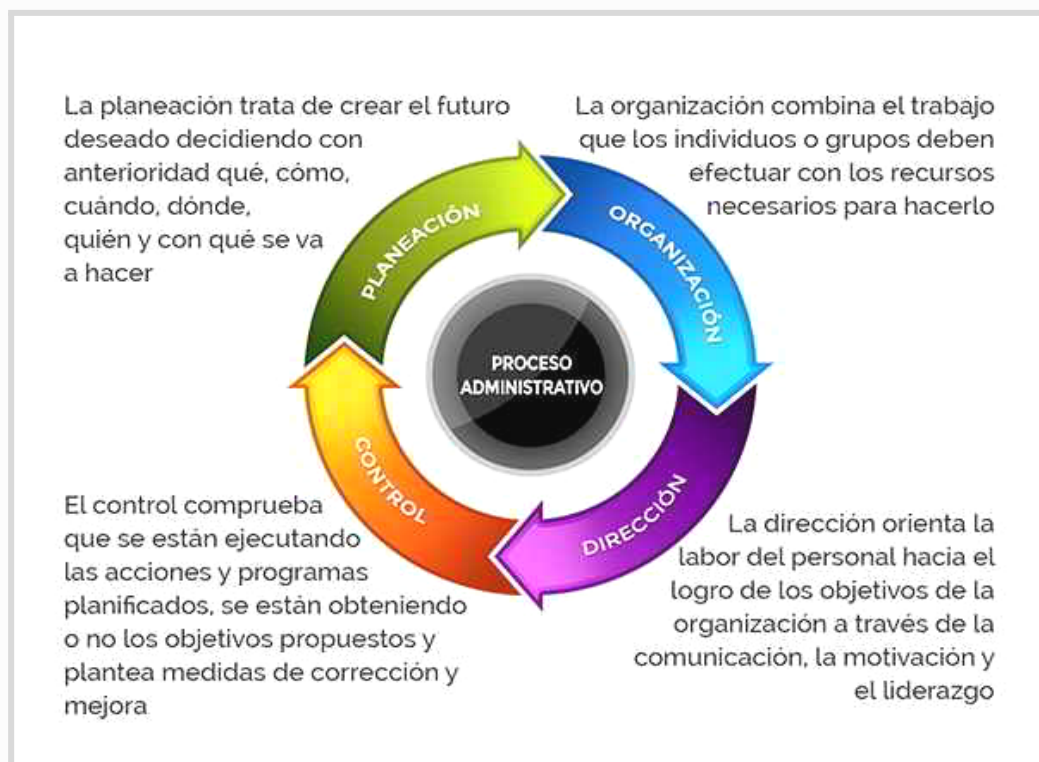 La planeación trata de crear el futuro
deseado decidiendo con
anterioridad qué, cómo,
cuándo, dónde,
quién y con qué se va
a hacer
La organización combina el trabajo
que los individuos o grupos deben
efectuar con los recursos
necesarios para hacerlo
PLANEACIÓN
ORGANIZACIÓN
PROCESO
ADMINISTRATIVO
CONTROL
DIRECCIÓN
El control comprueba
que se están ejecutando
las acciones y programas
planificados, se están obteniendo
o no los objetivos propuestos y
plantea medidas de corrección y
mejora
La dirección orienta la
labor del personal hacia el
logro de los objetivos de la
organización a través de la
comunicación, la motivación y
el liderazgo